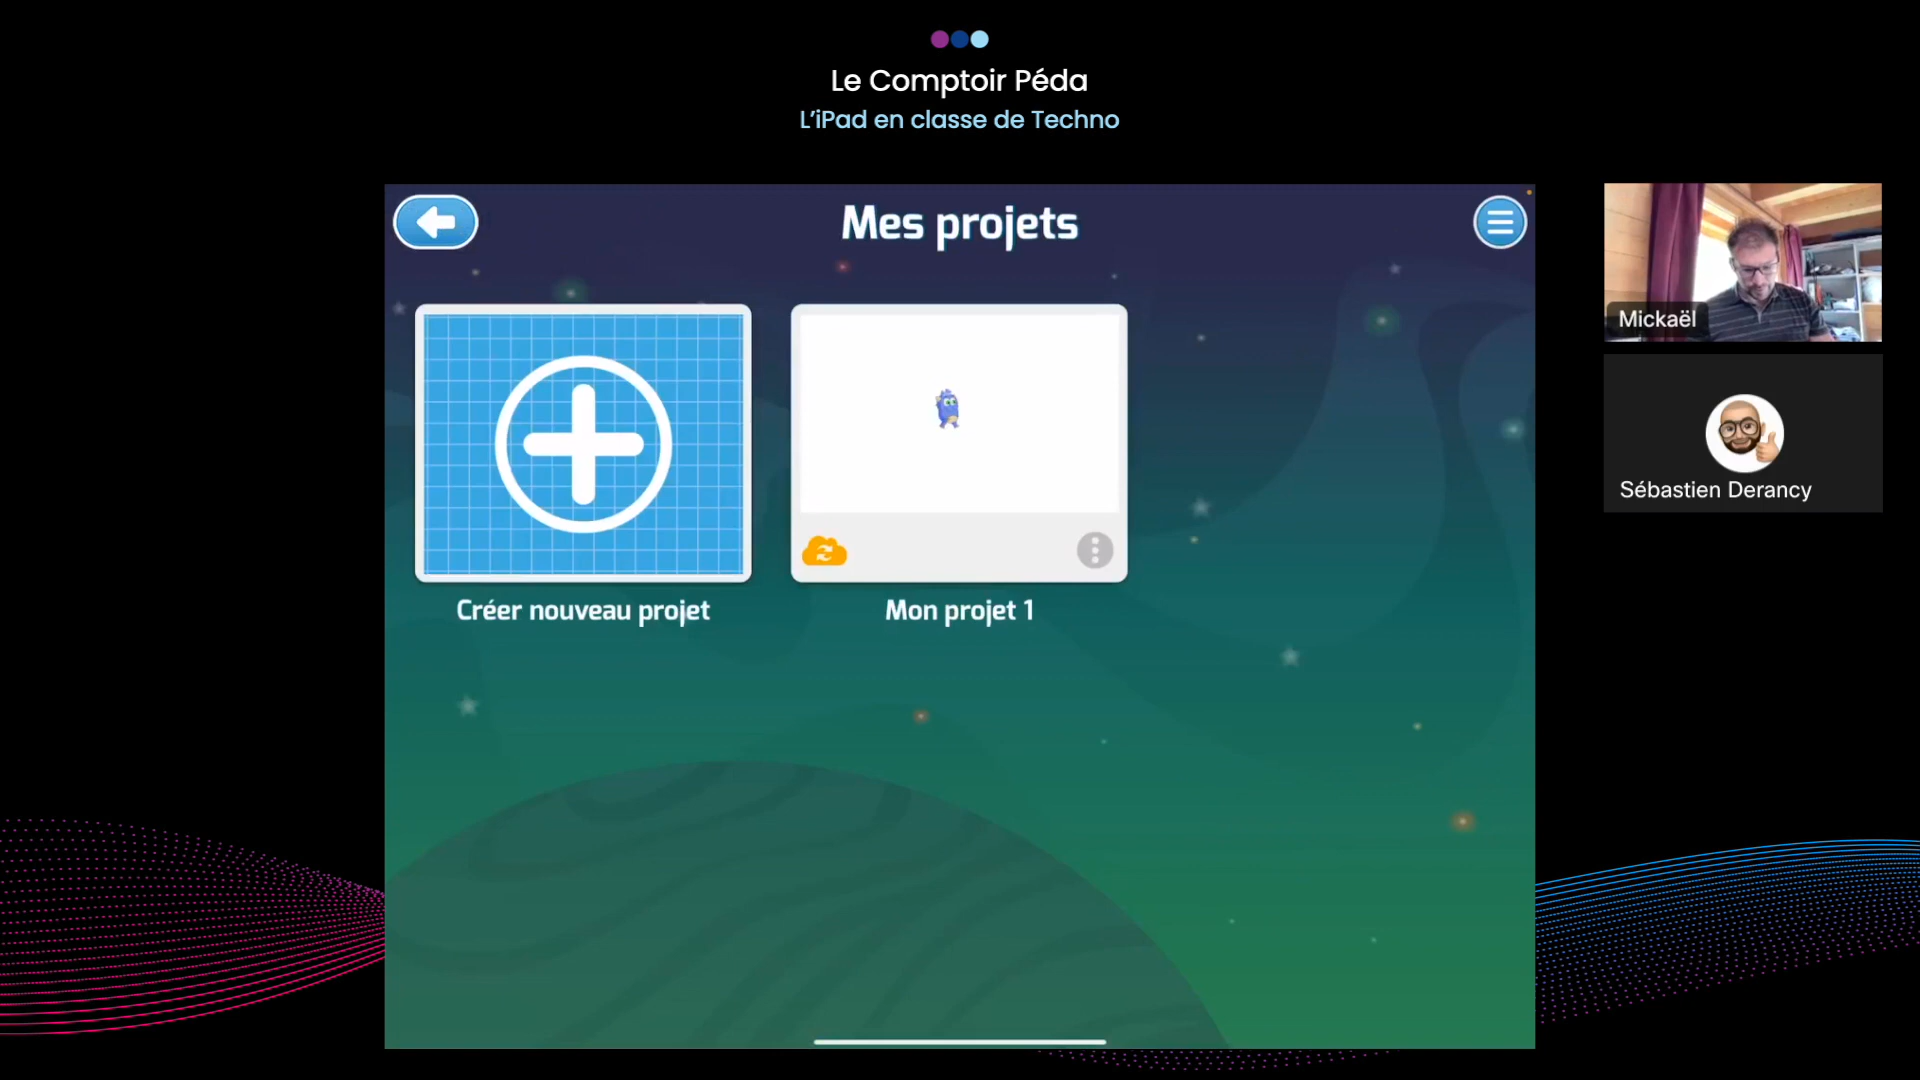 Le Comptoir Péda
L'iPad en classe de Techno
Mes projets
Créer nouveau projet
Mon projet 1
Mickaël
Sébastien Derancy